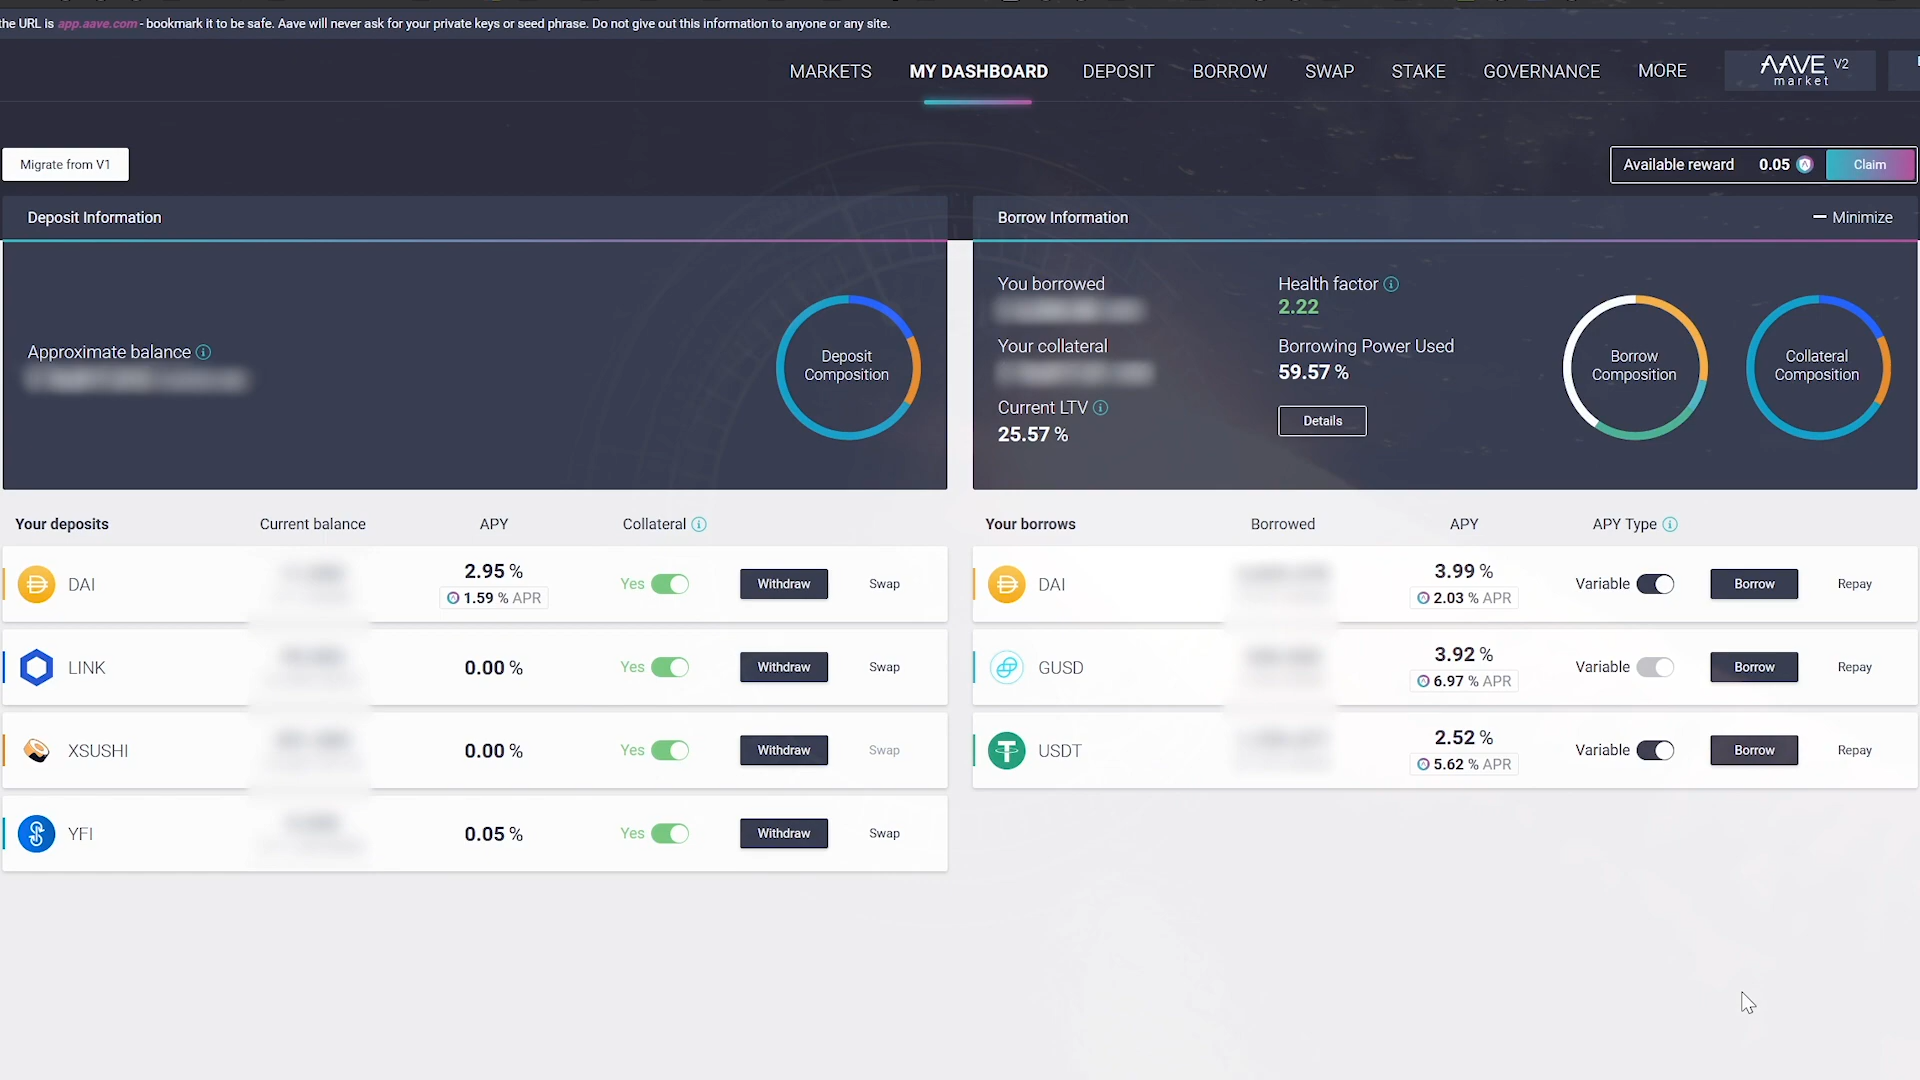 the URL is app.aave.com - bookmark it to be safe. Aave will never ask for your private keys or seed phrase. Do not give out this information to anyone or any site.
MARKETS MY DASHBOARD DEPOSIT BORROW SWAP STAKE GOVERNANCE MORE AAVE V2
market
Migrate from V1
Available reward 0.05 Claim
Deposit Information
Borrow Information
Minimize
Approximate balance
Deposit
Composition
You borrowed
Health factor
2.22
Your collateral
Borrowing Power Used
59.57 %
Current LTV
25.57 %
Details
Borrow
Composition
Collateral
Composition
Your deposits Current balance APY Collateral
DAI 2.95 % Yes Withdraw Swap
1.59 % APR
LINK 0.00 % Yes Withdraw Swap
XSUSHI 0.00 % Yes Withdraw Swap
YFI 0.05 % Yes Withdraw Swap
Your borrows Borrowed APY APY Type
DAI 3.99 % Variable Borrow Repay
2.03 % APR
GUSD 3.92 % Variable Borrow Repay
6.97 % APR
USDT 2.52 % Variable Borrow Repay
5.62 % APR